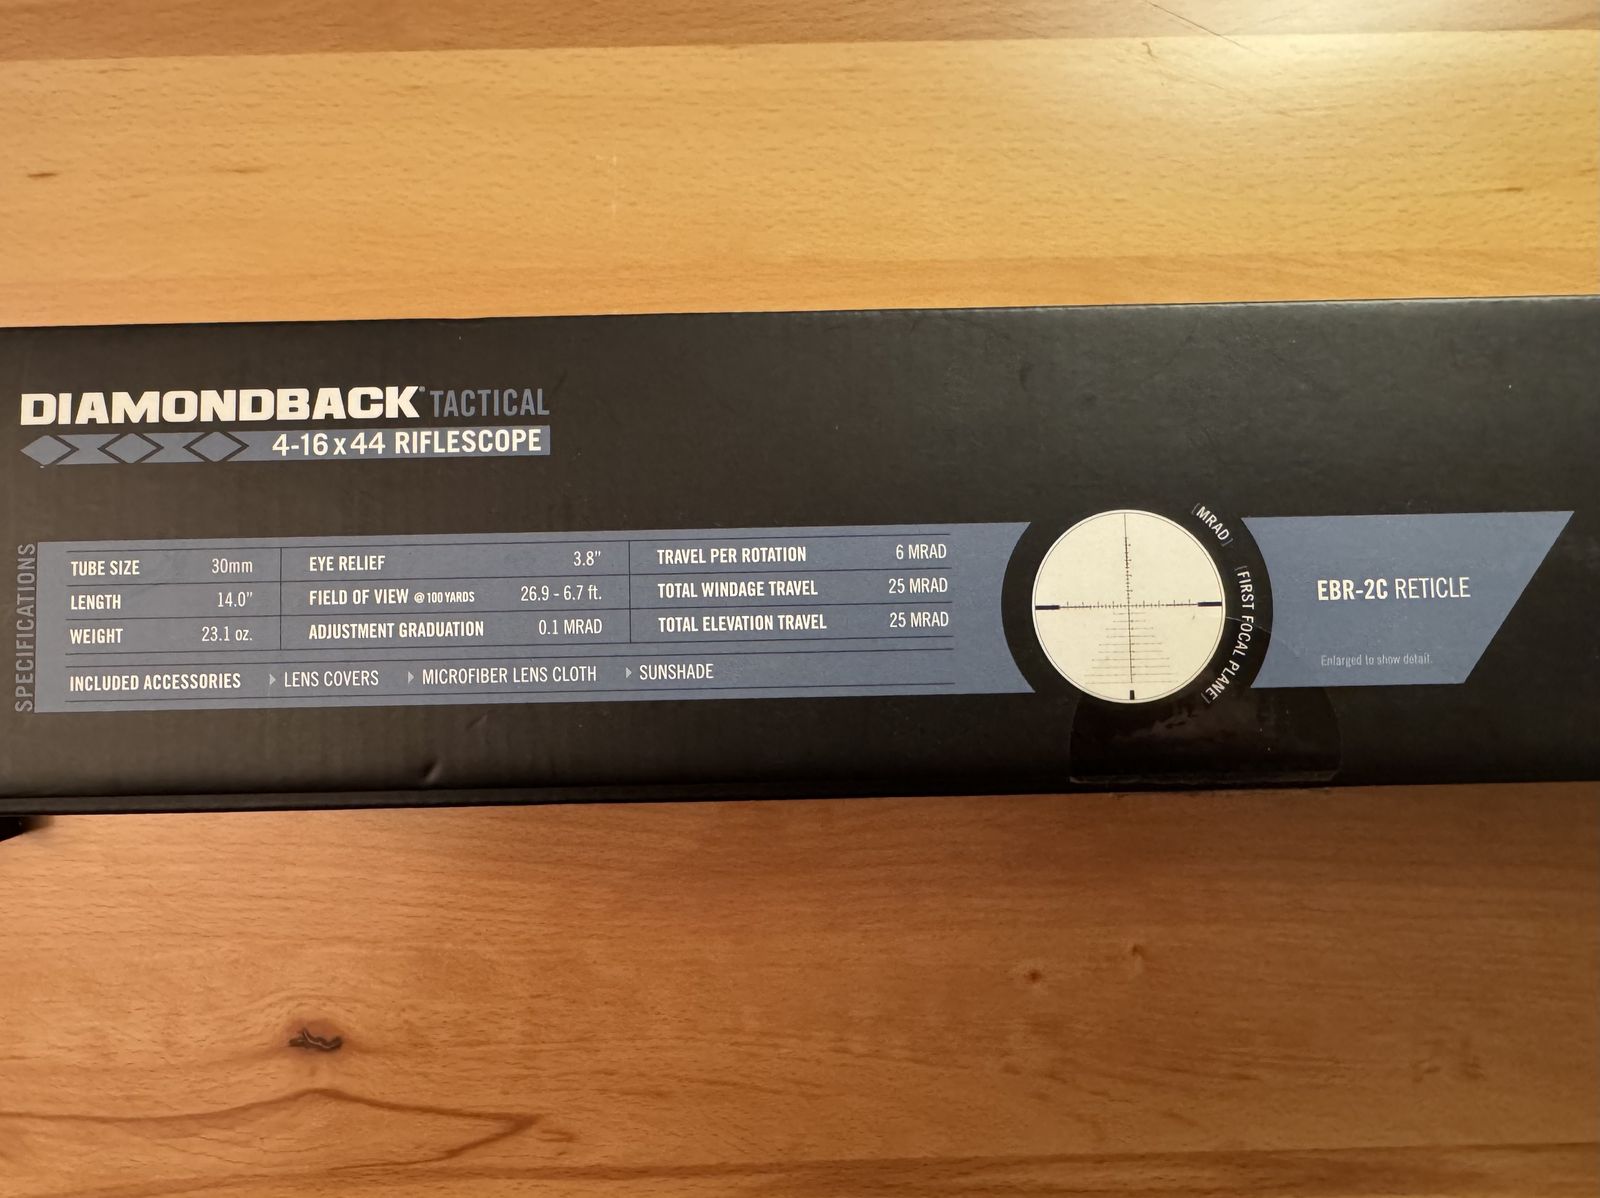 DIAMONDBACK® TACTICAL
4-16x44 RIFLESCOPE
SPECIFICATIONS
TUBE SIZE 30mm
LENGTH 14.0"
WEIGHT 23.1 oz.
EYE RELIEF 3.8"
FIELD OF VIEW @ 100 YARDS 26.9 - 6.7 ft.
ADJUSTMENT GRADUATION 0.1 MRAD
TRAVEL PER ROTATION 6 MRAD
TOTAL WINDAGE TRAVEL 25 MRAD
TOTAL ELEVATION TRAVEL 25 MRAD
INCLUDED ACCESSORIES LENS COVERS MICROFIBER LENS CLOTH SUNSHADE
[MRAD]
[FIRST FOCAL PLANE]
EBR-2C RETICLE
Enlarged to show detail.